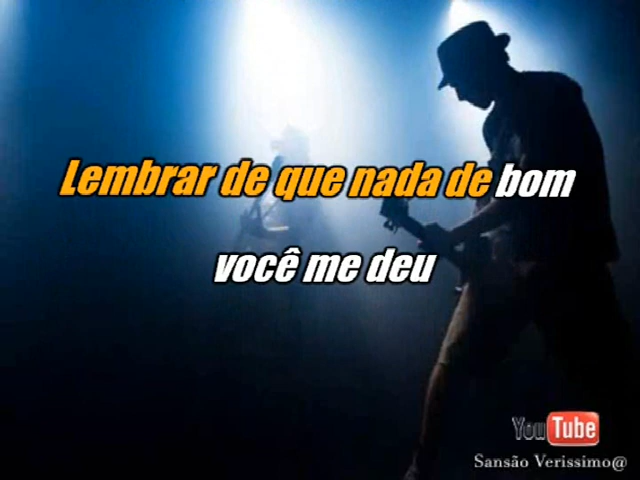 Lembrar de que nada de bom
você me deu
YouTube
Sansão Verissimo@